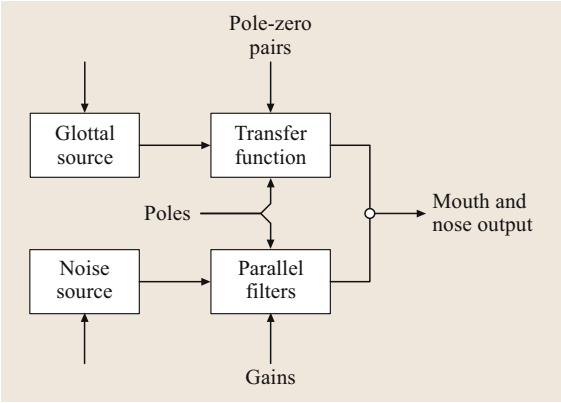 Pole-zero
pairs
Glottal
source
Transfer
function
Poles
Mouth and
nose output
Noise
source
Parallel
filters
Gains